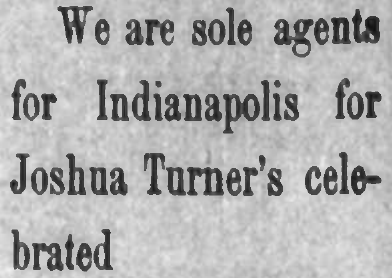 We are sole agents
for Indianapolis for
Joshua Turner's cele-
brated